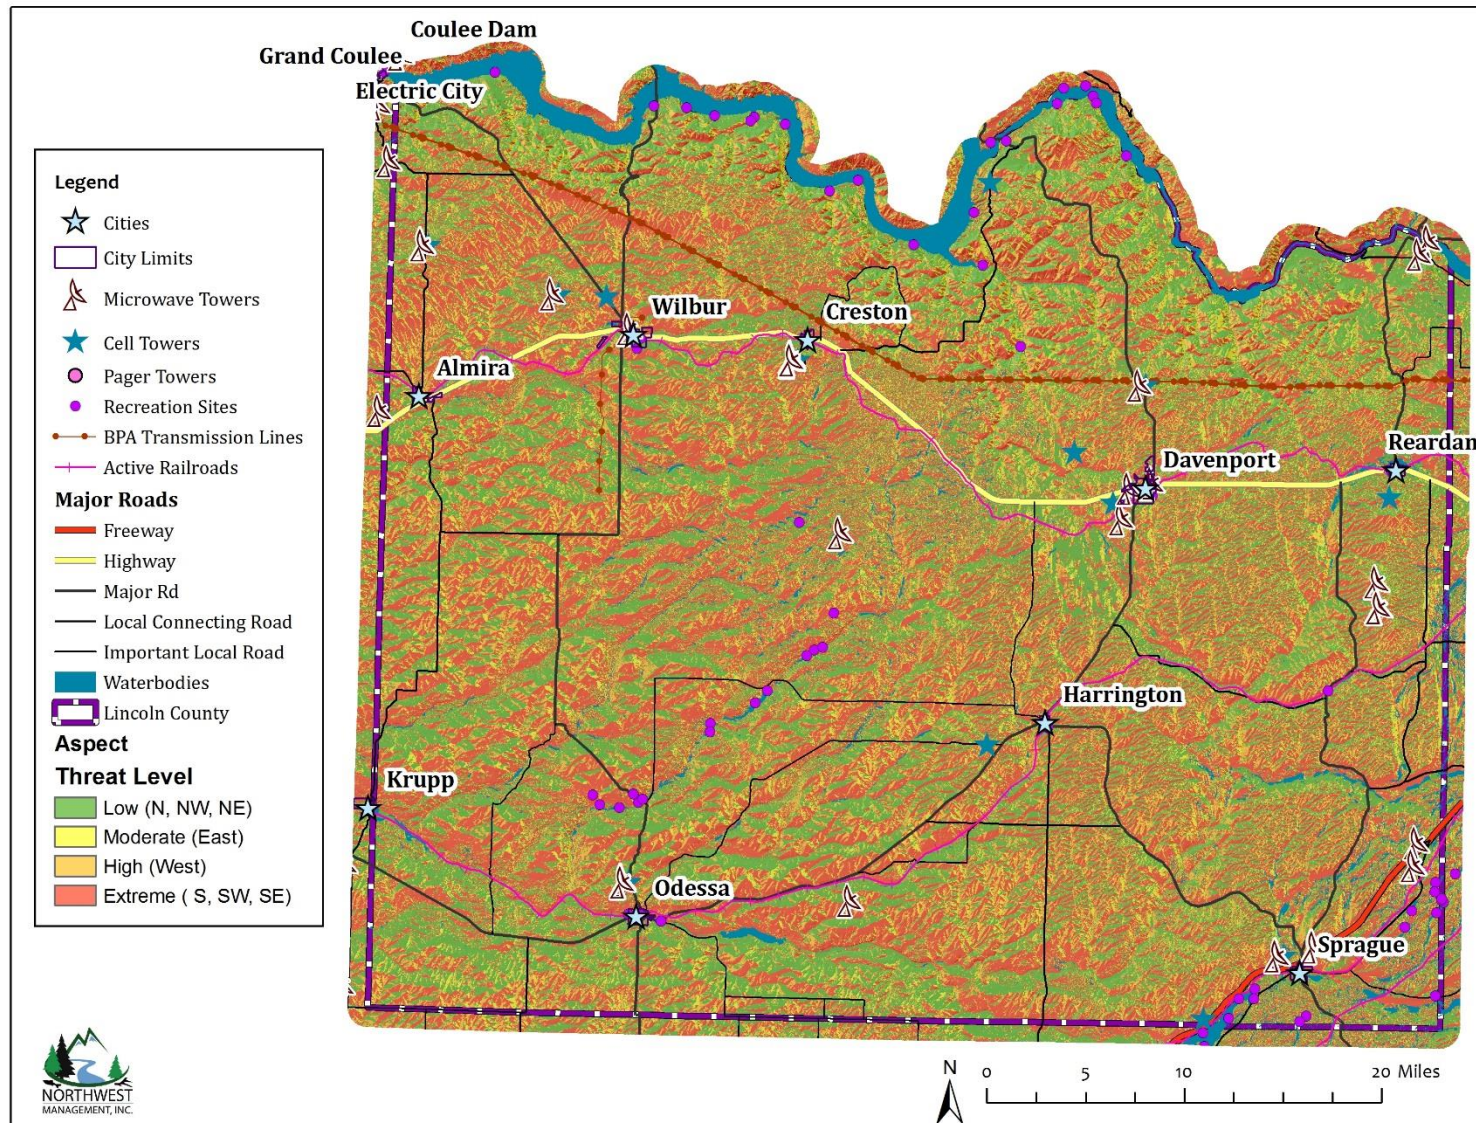 Coulee Dam
Grand Coulee
Electric City
Legend
Cities
City Limits
Microwave Towers
Cell Towers
Pager Towers
Recreation Sites
BPA Transmission Lines
Active Railroads
Major Roads
Freeway
Highway
Major Rd
Local Connecting Road
Important Local Road
Waterbodies
Lincoln County
Aspect
Threat Level
Low (N, NW, NE)
Moderate (East)
High (West)
Extreme ( S, SW, SE)
Wilbur
Creston
Almira
Reardan
Davenport
Harrington
Krupp
Odessa
Sprague
NORTHWEST
MANAGEMENT, INC.
N
0 5 10 20 Miles